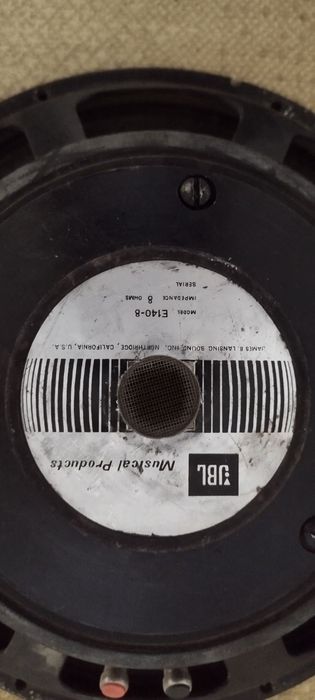 JBL
Musical Products
JAMES B LANSING SOUND, INC. NORTHRIDGE, CALIFORNIA, U.S.A.
MODEL E140-8
IMPEDANCE 8 OHMS
SERIAL